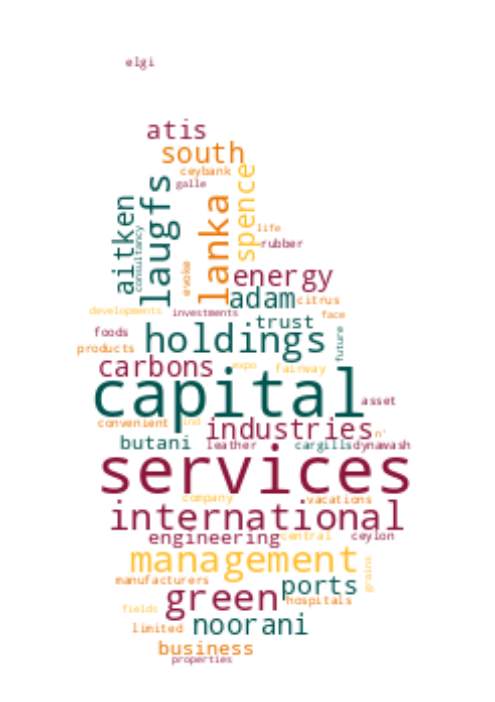 elgi
atis
south
ceybank
galle
aitken
consultancy
laugfs
evoke
lanka
spence
life
rubber
energy
adam
citrus
developments
investments
face
trust
foods
holdings
future
products
carbons
expo
fairway
capital
asset
convenient
ind
industries
n'
butani
leather
cargills
dynawash
services
company
vacations
international
engineering
central
ceylon
management
grains
manufacturers
ports
green
hospitals
fields
noorani
limited
business
properties